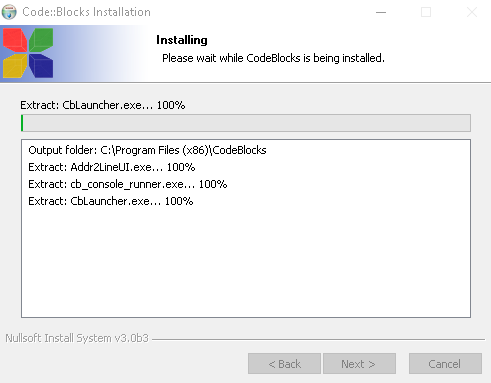 Code::Blocks Installation
Installing
Please wait while CodeBlocks is being installed.
Extract: CbLauncher.exe... 100%
Output folder: C:\Program Files (x86)\CodeBlocks
Extract: Addr2LineUI.exe... 100%
Extract: cb_console_runner.exe... 100%
Extract: CbLauncher.exe... 100%
Nullsoft Install System v3.0b3
< Back
Next >
Cancel